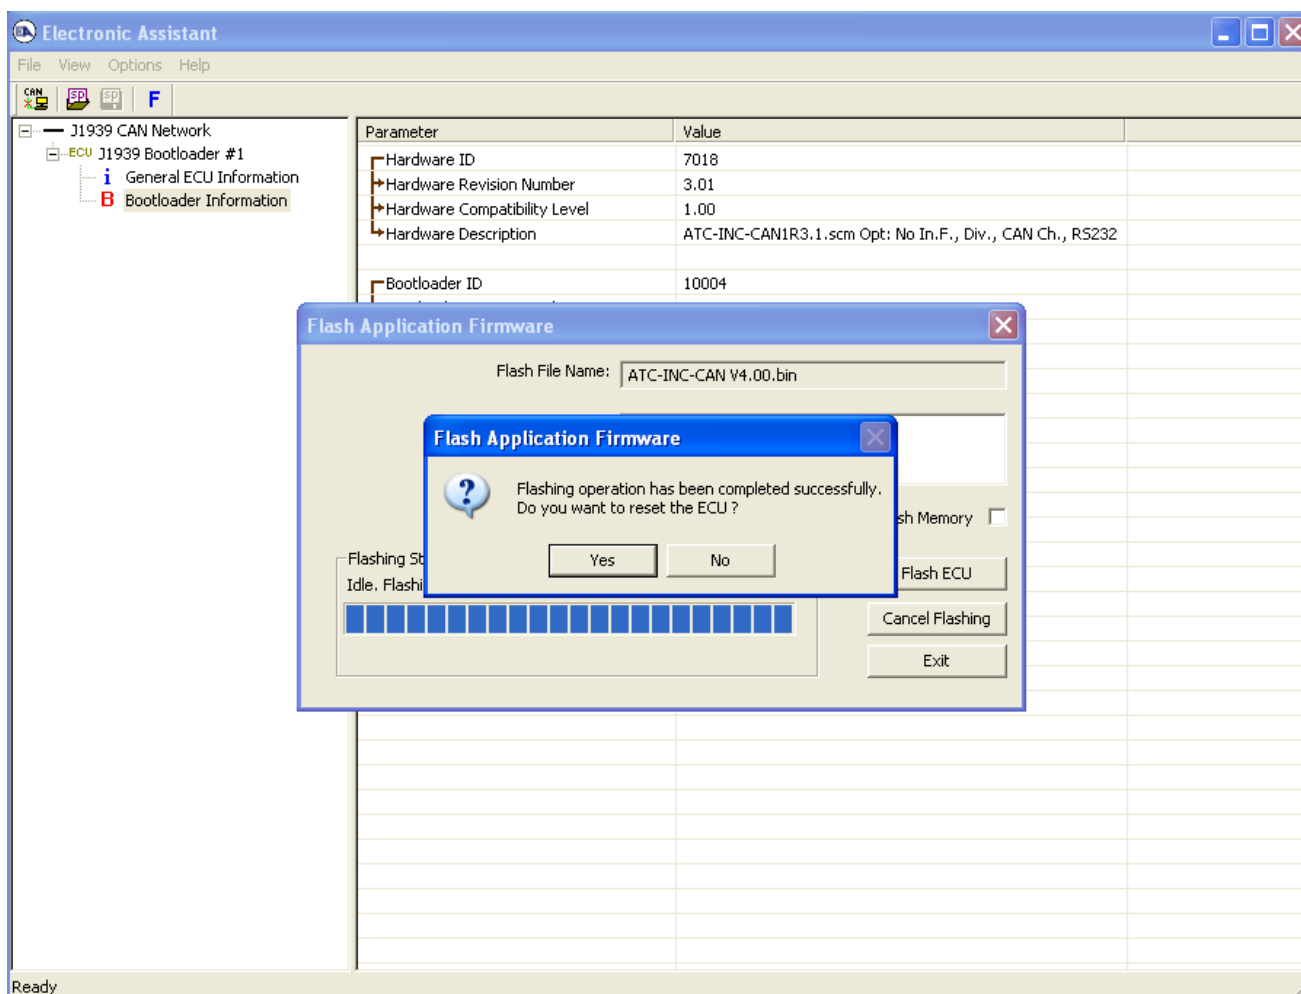 Electronic Assistant
File View Options Help
CAN SP SP F
J1939 CAN Network
ECU J1939 Bootloader #1
i General ECU Information
B Bootloader Information
Parameter Value
Hardware ID 7018
Hardware Revision Number 3.01
Hardware Compatibility Level 1.00
Hardware Description ATC-INC-CAN1R3.1.scm Opt: No In.F., Div., CAN Ch., RS232
Bootloader ID 10004
Flash Application Firmware
Flash File Name: ATC-INC-CAN V4.00.bin
Flash Application Firmware
Flashing operation has been completed successfully.
Do you want to reset the ECU ?
Yes No
sh Memory
Flashing St
Idle. Flashi
Flash ECU
Cancel Flashing
Exit
Ready